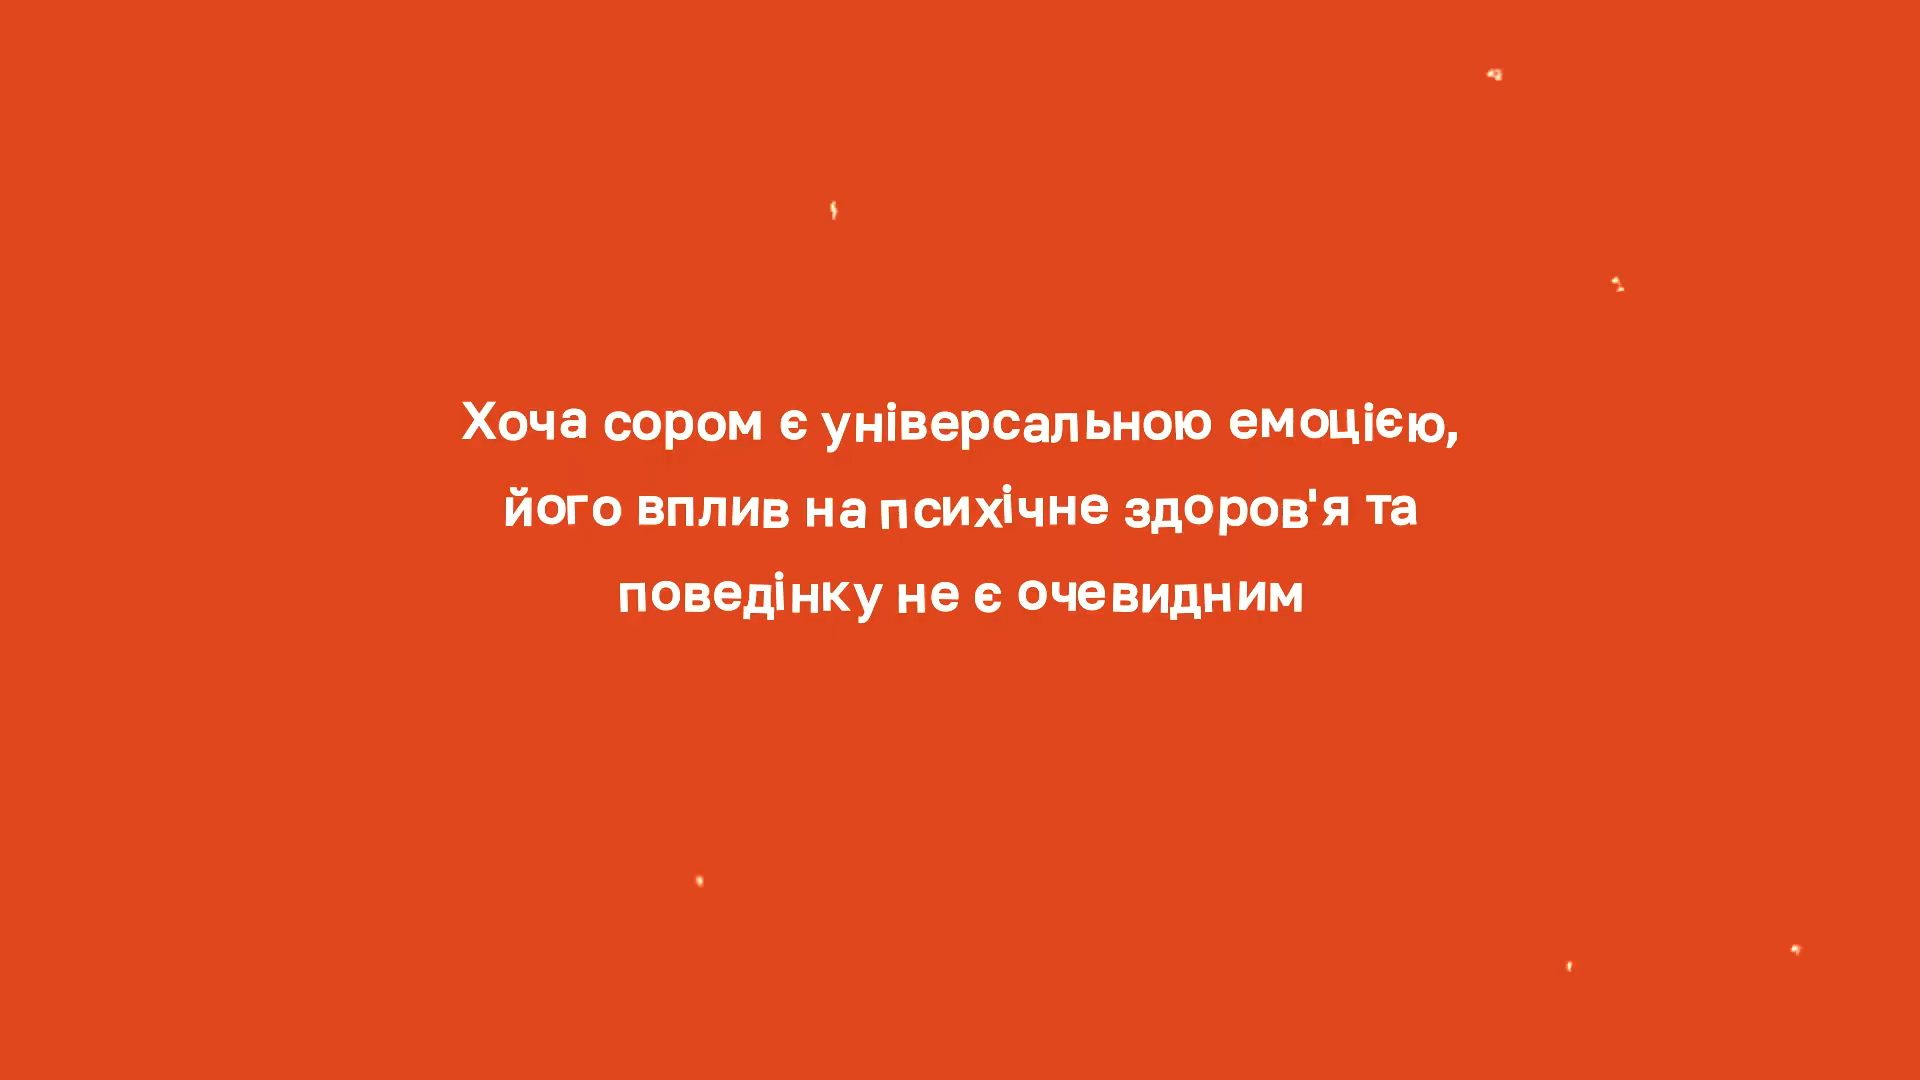 Хоча сором є універсальною емоцією,
його вплив на психічне здоров'я та
поведінку не є очевидним